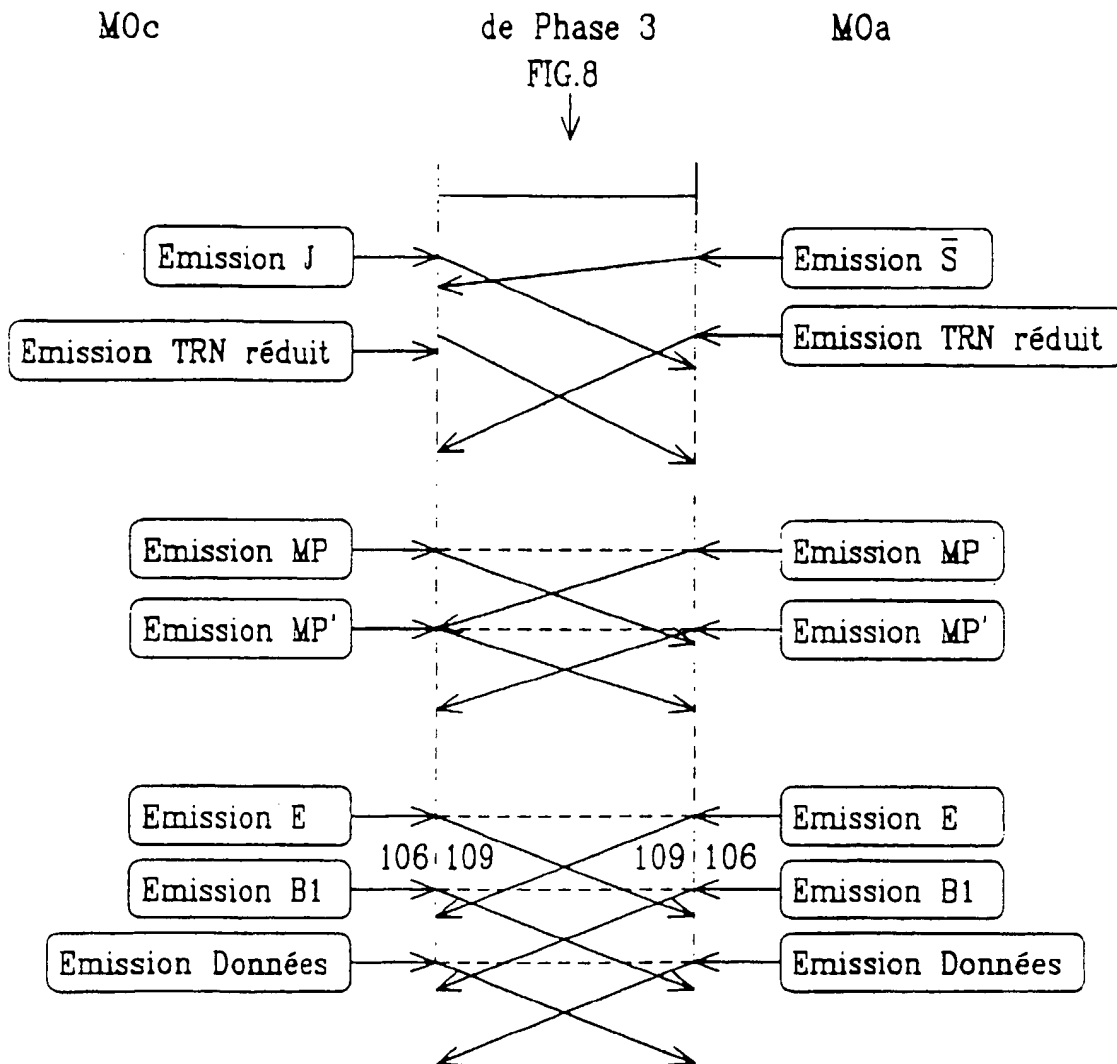 MOc de Phase 3 MOa
FIG.8
Emission J Emission S̅
Emission TRN réduit Emission TRN réduit
Emission MP Emission MP
Emission MP' Emission MP'
Emission E Emission E
106 109 109 106
Emission B1 Emission B1
Emission Données Emission Données